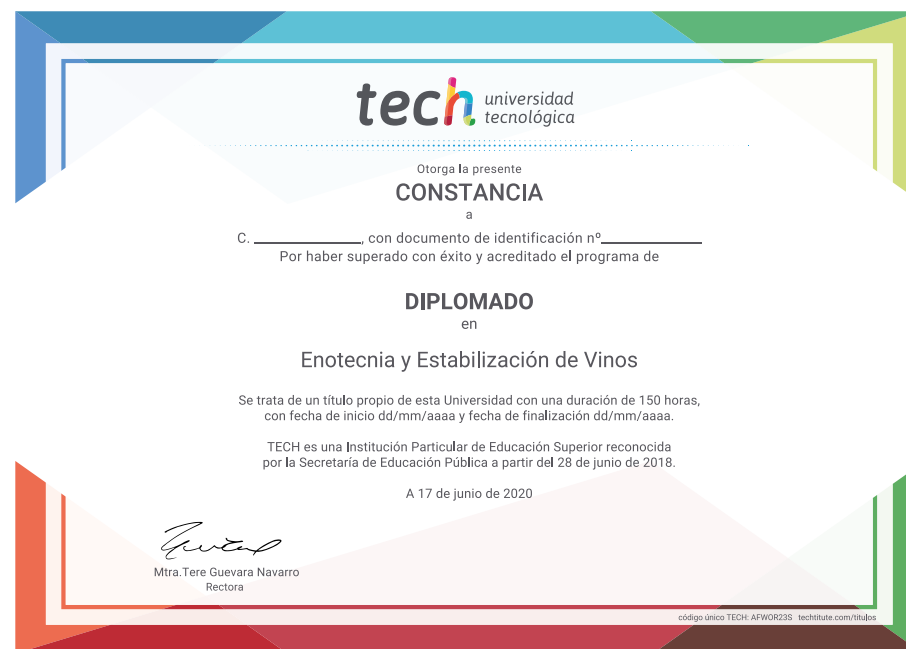 tech universidad
tecnológica
Otorga la presente
CONSTANCIA
a
C. ____________, con documento de identificación nº____________
Por haber superado con éxito y acreditado el programa de
DIPLOMADO
en
Enotecnia y Estabilización de Vinos
Se trata de un título propio de esta Universidad con una duración de 150 horas,
con fecha de inicio dd/mm/aaaa y fecha de finalización dd/mm/aaaa.
TECH es una Institución Particular de Educación Superior reconocida
por la Secretaría de Educación Pública a partir del 28 de junio de 2018.
A 17 de junio de 2020
Mtra.Tere Guevara Navarro
Rectora
código único TECH: AFWOR23S techtitute.com/titulos